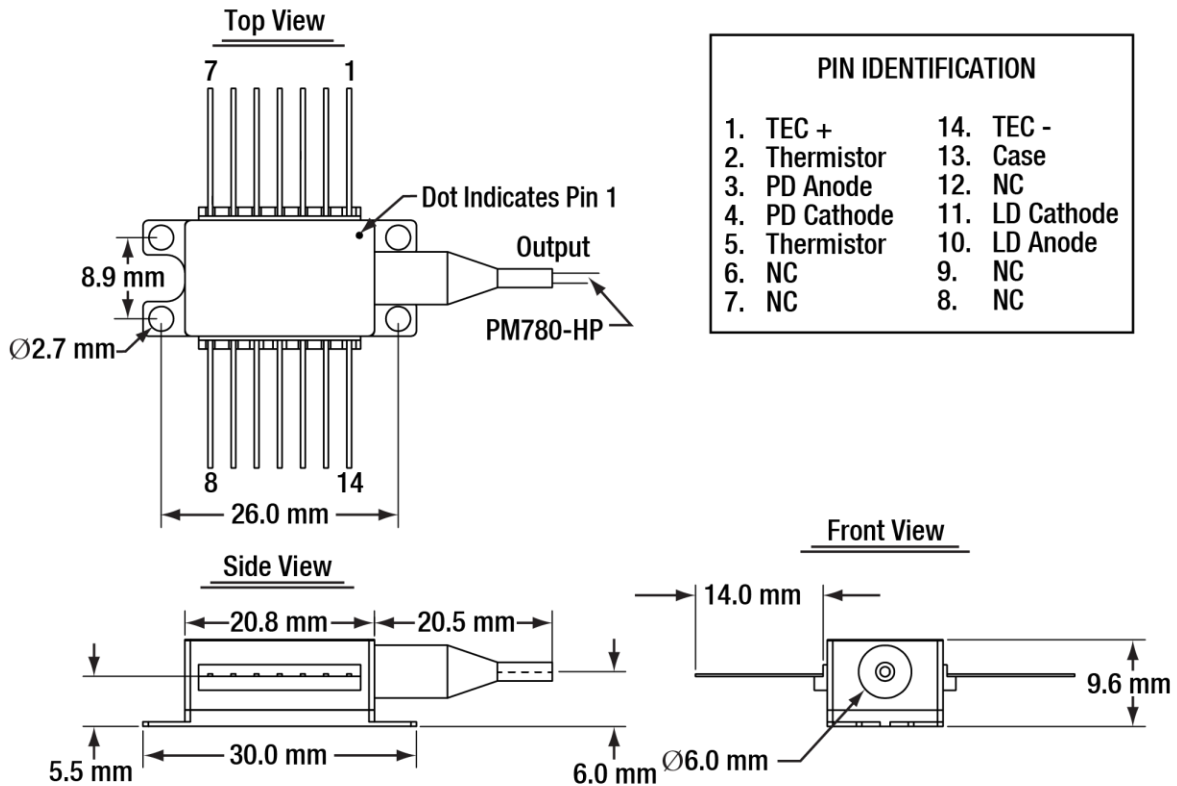 Top View
7 1
Dot Indicates Pin 1
Output
8.9 mm
PM780-HP
Ø2.7 mm
8 14
26.0 mm
PIN IDENTIFICATION
1. TEC + 14. TEC -
2. Thermistor 13. Case
3. PD Anode 12. NC
4. PD Cathode 11. LD Cathode
5. Thermistor 10. LD Anode
6. NC 9. NC
7. NC 8. NC
Side View
20.8 mm 20.5 mm
5.5 mm
30.0 mm
6.0 mm
Front View
14.0 mm
9.6 mm
Ø6.0 mm